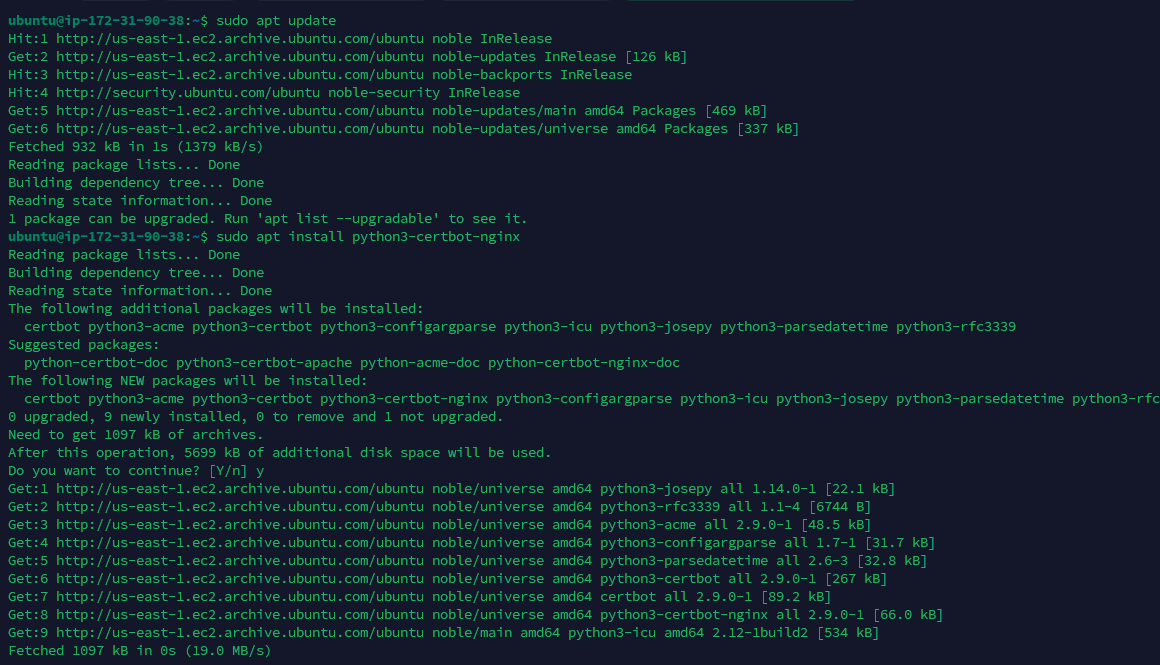 ubuntu@ip-172-31-90-38:~$ sudo apt update
Hit:1 http://us-east-1.ec2.archive.ubuntu.com/ubuntu noble InRelease
Get:2 http://us-east-1.ec2.archive.ubuntu.com/ubuntu noble-updates InRelease [126 kB]
Hit:3 http://us-east-1.ec2.archive.ubuntu.com/ubuntu noble-backports InRelease
Hit:4 http://security.ubuntu.com/ubuntu noble-security InRelease
Get:5 http://us-east-1.ec2.archive.ubuntu.com/ubuntu noble-updates/main amd64 Packages [469 kB]
Get:6 http://us-east-1.ec2.archive.ubuntu.com/ubuntu noble-updates/universe amd64 Packages [337 kB]
Fetched 932 kB in 1s (1379 kB/s)
Reading package lists... Done
Building dependency tree... Done
Reading state information... Done
1 package can be upgraded. Run 'apt list --upgradable' to see it.
ubuntu@ip-172-31-90-38:~$ sudo apt install python3-certbot-nginx
Reading package lists... Done
Building dependency tree... Done
Reading state information... Done
The following additional packages will be installed:
  certbot python3-acme python3-certbot python3-configargparse python3-icu python3-josepy python3-parsedatetime python3-rfc3339
Suggested packages:
  python-certbot-doc python3-certbot-apache python-acme-doc python-certbot-nginx-doc
The following NEW packages will be installed:
  certbot python3-acme python3-certbot python3-certbot-nginx python3-configargparse python3-icu python3-josepy python3-parsedatetime python3-rfc
0 upgraded, 9 newly installed, 0 to remove and 1 not upgraded.
Need to get 1097 kB of archives.
After this operation, 5699 kB of additional disk space will be used.
Do you want to continue? [Y/n] y
Get:1 http://us-east-1.ec2.archive.ubuntu.com/ubuntu noble/universe amd64 python3-josepy all 1.14.0-1 [22.1 kB]
Get:2 http://us-east-1.ec2.archive.ubuntu.com/ubuntu noble/universe amd64 python3-rfc3339 all 1.1-4 [6744 B]
Get:3 http://us-east-1.ec2.archive.ubuntu.com/ubuntu noble/universe amd64 python3-acme all 2.9.0-1 [48.5 kB]
Get:4 http://us-east-1.ec2.archive.ubuntu.com/ubuntu noble/universe amd64 python3-configargparse all 1.7-1 [31.7 kB]
Get:5 http://us-east-1.ec2.archive.ubuntu.com/ubuntu noble/universe amd64 python3-parsedatetime all 2.6-3 [32.8 kB]
Get:6 http://us-east-1.ec2.archive.ubuntu.com/ubuntu noble/universe amd64 python3-certbot all 2.9.0-1 [267 kB]
Get:7 http://us-east-1.ec2.archive.ubuntu.com/ubuntu noble/universe amd64 certbot all 2.9.0-1 [89.2 kB]
Get:8 http://us-east-1.ec2.archive.ubuntu.com/ubuntu noble/universe amd64 python3-certbot-nginx all 2.9.0-1 [66.0 kB]
Get:9 http://us-east-1.ec2.archive.ubuntu.com/ubuntu noble/main amd64 python3-icu amd64 2.12-1build2 [534 kB]
Fetched 1097 kB in 0s (19.0 MB/s)